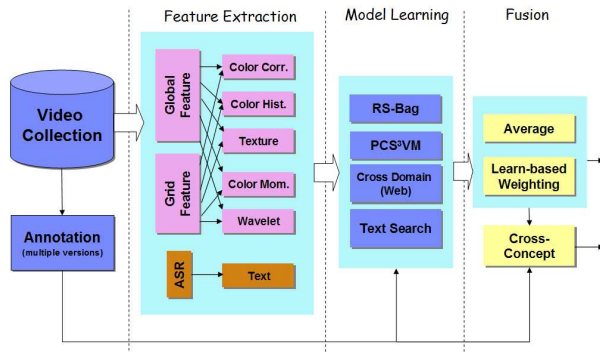 Feature Extraction
Model Learning
Fusion
Video
Collection
Annotation
(multiple versions)
Global
Feature
Grid
Feature
Color Corr.
Color Hist.
Texture
Color Mom.
Wavelet
ASR
Text
RS-Bag
PCS³VM
Cross Domain
(Web)
Text Search
Average
Learn-based
Weighting
Cross-
Concept